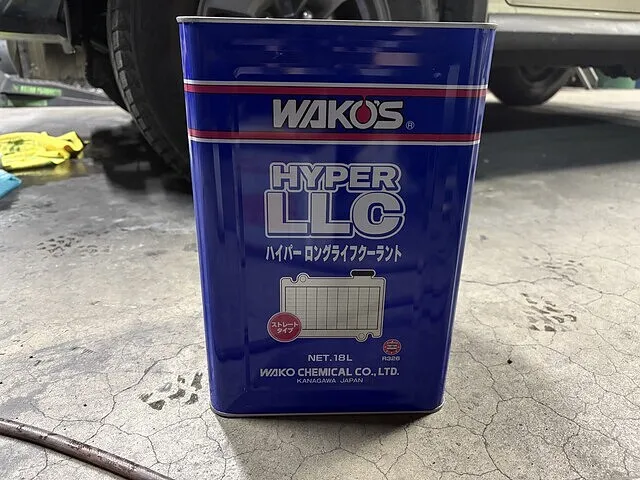 WAKO'S®
HYPER
LLC
ハイパー ロングライフクーラント
ストレート
タイプ
NET.18L
R326
WAKO CHEMICAL CO., LTD.
KANAGAWA JAPAN